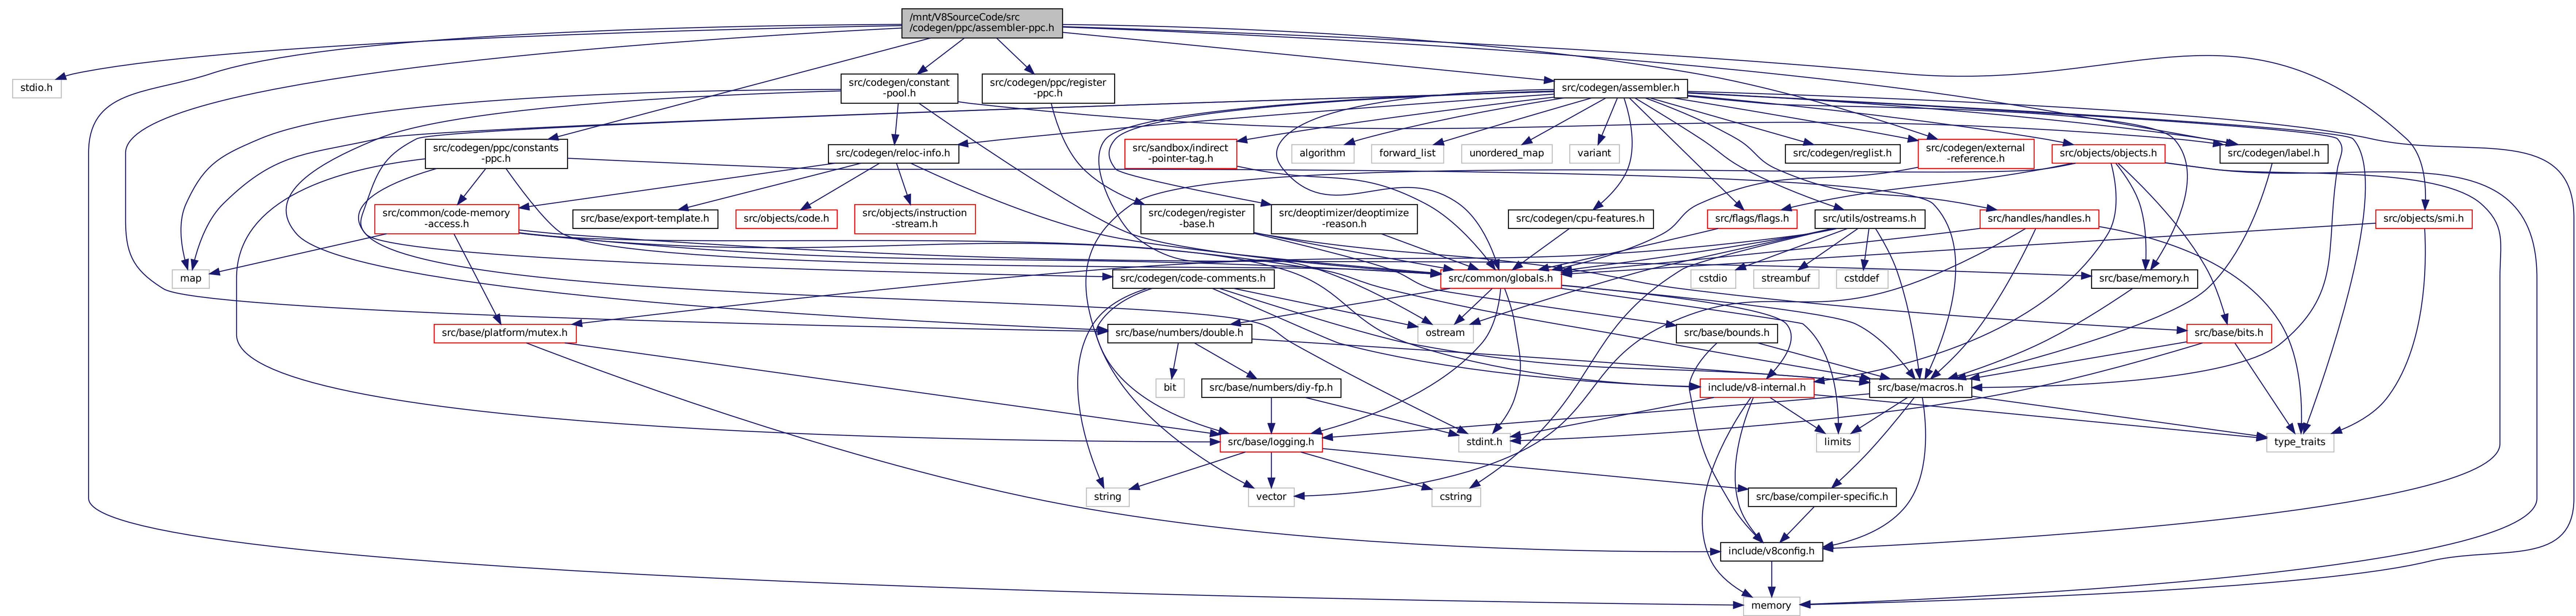 /mnt/V8SourceCode/src
/codegen/ppc/assembler-ppc.h
stdio.h
src/codegen/constant
-pool.h
src/codegen/ppc/register
-ppc.h
src/codegen/assembler.h
src/codegen/ppc/constants
-ppc.h
src/codegen/reloc-info.h
src/sandbox/indirect
-pointer-tag.h
algorithm
forward_list
unordered_map
variant
src/codegen/reglist.h
src/codegen/external
-reference.h
src/objects/objects.h
src/codegen/label.h
src/common/code-memory
-access.h
src/base/export-template.h
src/objects/code.h
src/objects/instruction
-stream.h
src/codegen/register
-base.h
src/deoptimizer/deoptimize
-reason.h
src/codegen/cpu-features.h
src/flags/flags.h
src/utils/ostreams.h
src/handles/handles.h
src/objects/smi.h
map
src/codegen/code-comments.h
src/common/globals.h
cstdio
streambuf
cstddef
src/base/memory.h
src/base/platform/mutex.h
src/base/numbers/double.h
ostream
src/base/bounds.h
src/base/bits.h
bit
src/base/numbers/diy-fp.h
include/v8-internal.h
src/base/macros.h
src/base/logging.h
stdint.h
limits
type_traits
string
vector
cstring
src/base/compiler-specific.h
include/v8config.h
memory